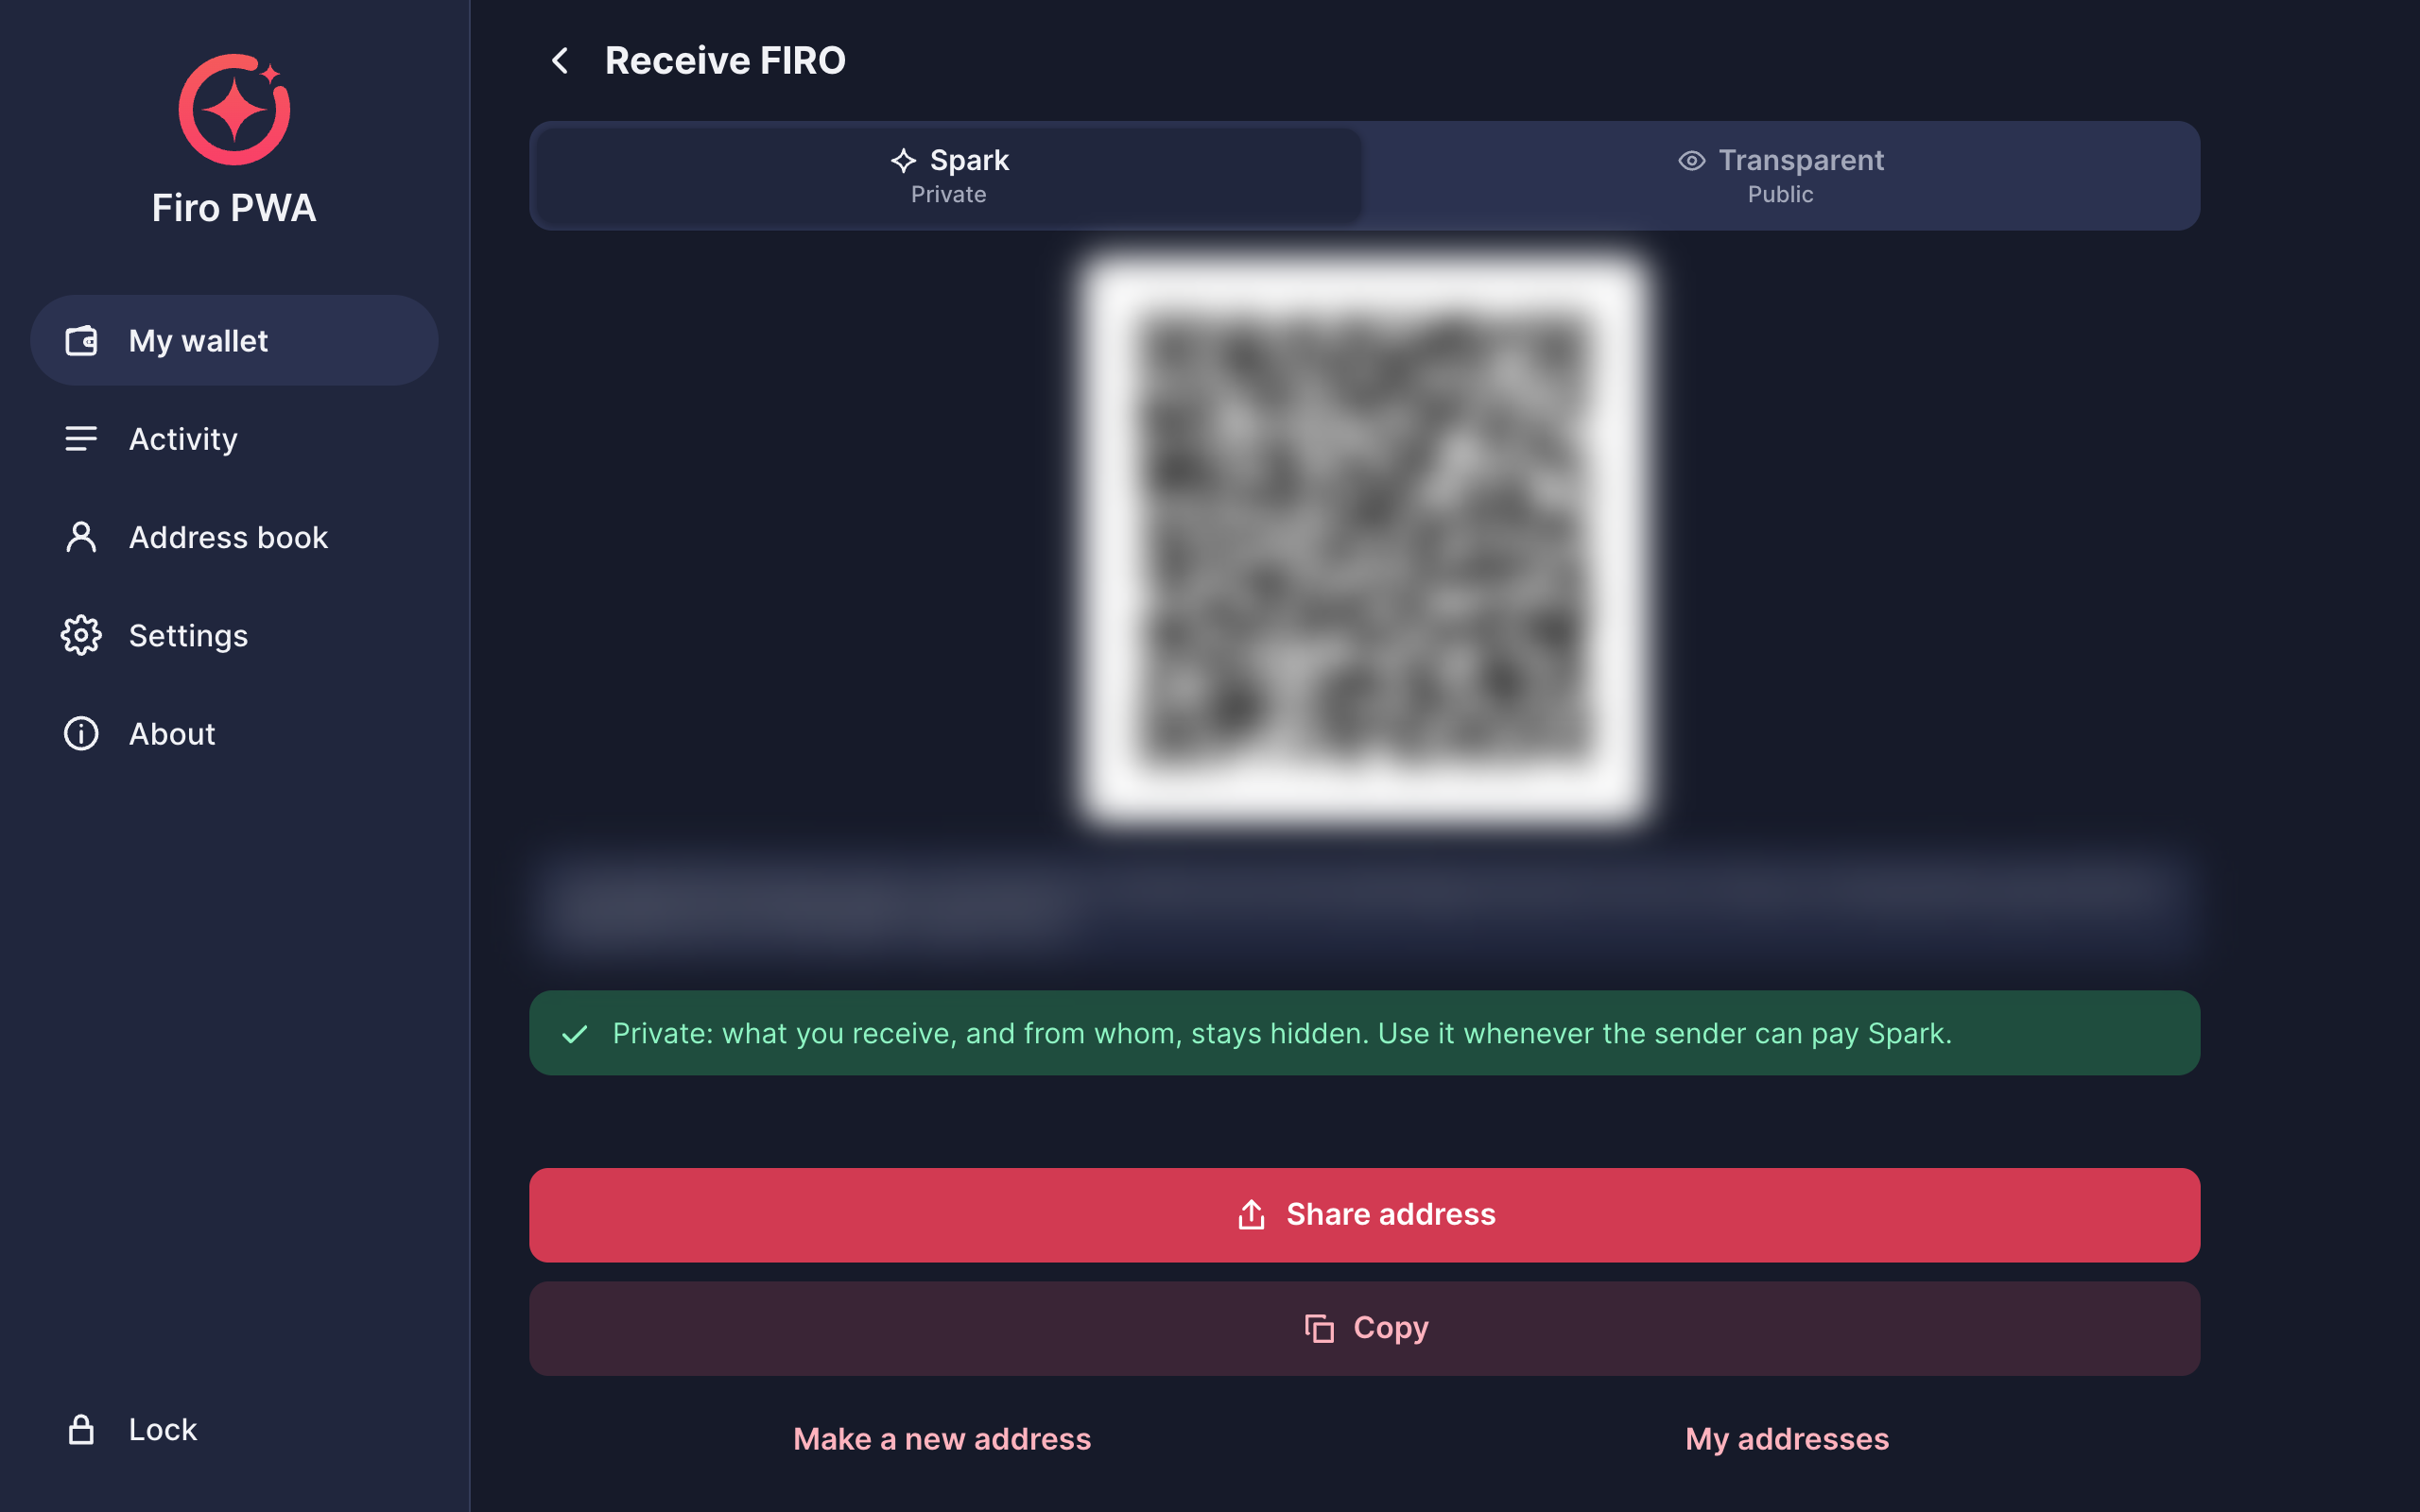 Firo PWA
My wallet
Activity
Address book
Settings
About
Lock
Receive FIRO
Spark
Private
Transparent
Public
Private: what you receive, and from whom, stays hidden. Use it whenever the sender can pay Spark.
Share address
Copy
Make a new address
My addresses